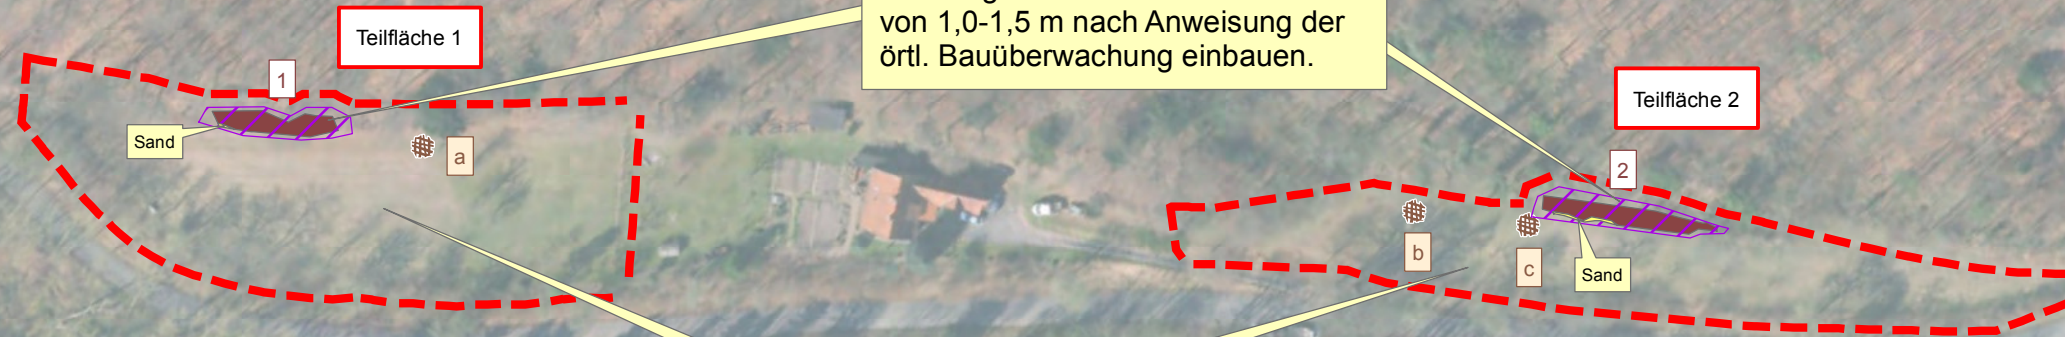 von 1,0-1,5 m nach Anweisung der
örtl. Bauüberwachung einbauen.
Teilfläche 1
1
Sand
a
Teilfläche 2
2
b
c
Sand